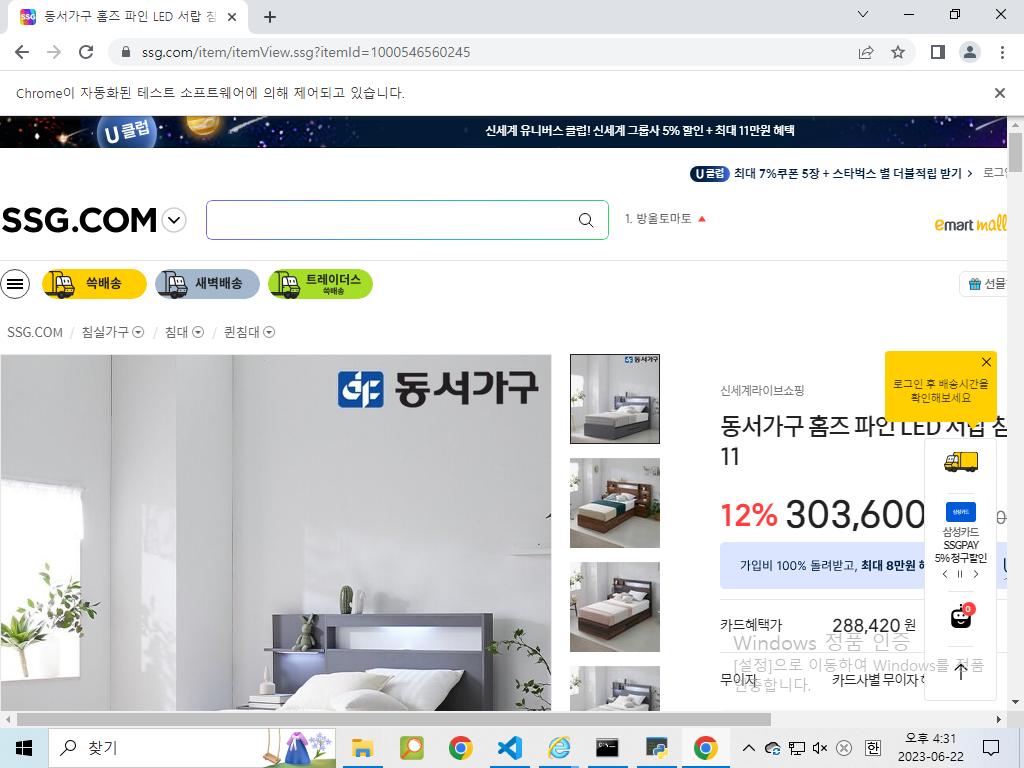 동서가구 홈즈 파인 LED 서랍 침
ssg.com/item/itemView.ssg?itemId=1000546560245
Chrome이 자동화된 테스트 소프트웨어에 의해 제어되고 있습니다.
U 클럽
신세계 유니버스 클럽! 신세계 그룹사 5% 할인 + 최대 11만원 혜택
U 클럽 최대 7%쿠폰 5장 + 스타벅스 별 더블적립 받기
로그인
SSG.COM
1. 방울토마토
emart mall
쓱배송
새벽배송
트레이더스
쓱배송
선물
SSG.COM / 침실가구 / 침대 / 퀸침대
동서가구
동서가구
로그인 후 배송시간을
확인해보세요
신세계라이브쇼핑
동서가구 홈즈 파인 LED 서랍 침
11
12% 303,600
삼성카드
삼성카드
SSGPAY
5% 청구할인
가입비 100% 돌려받고, 최대 8만원 혜
0
카드혜택가
288,420 원
Windows 정품 인증
[설정]으로 이동하여 Windows를 정품
인증합니다.
무이자
카드사별 무이자
찾기
한
오후 4:31
2023-06-22